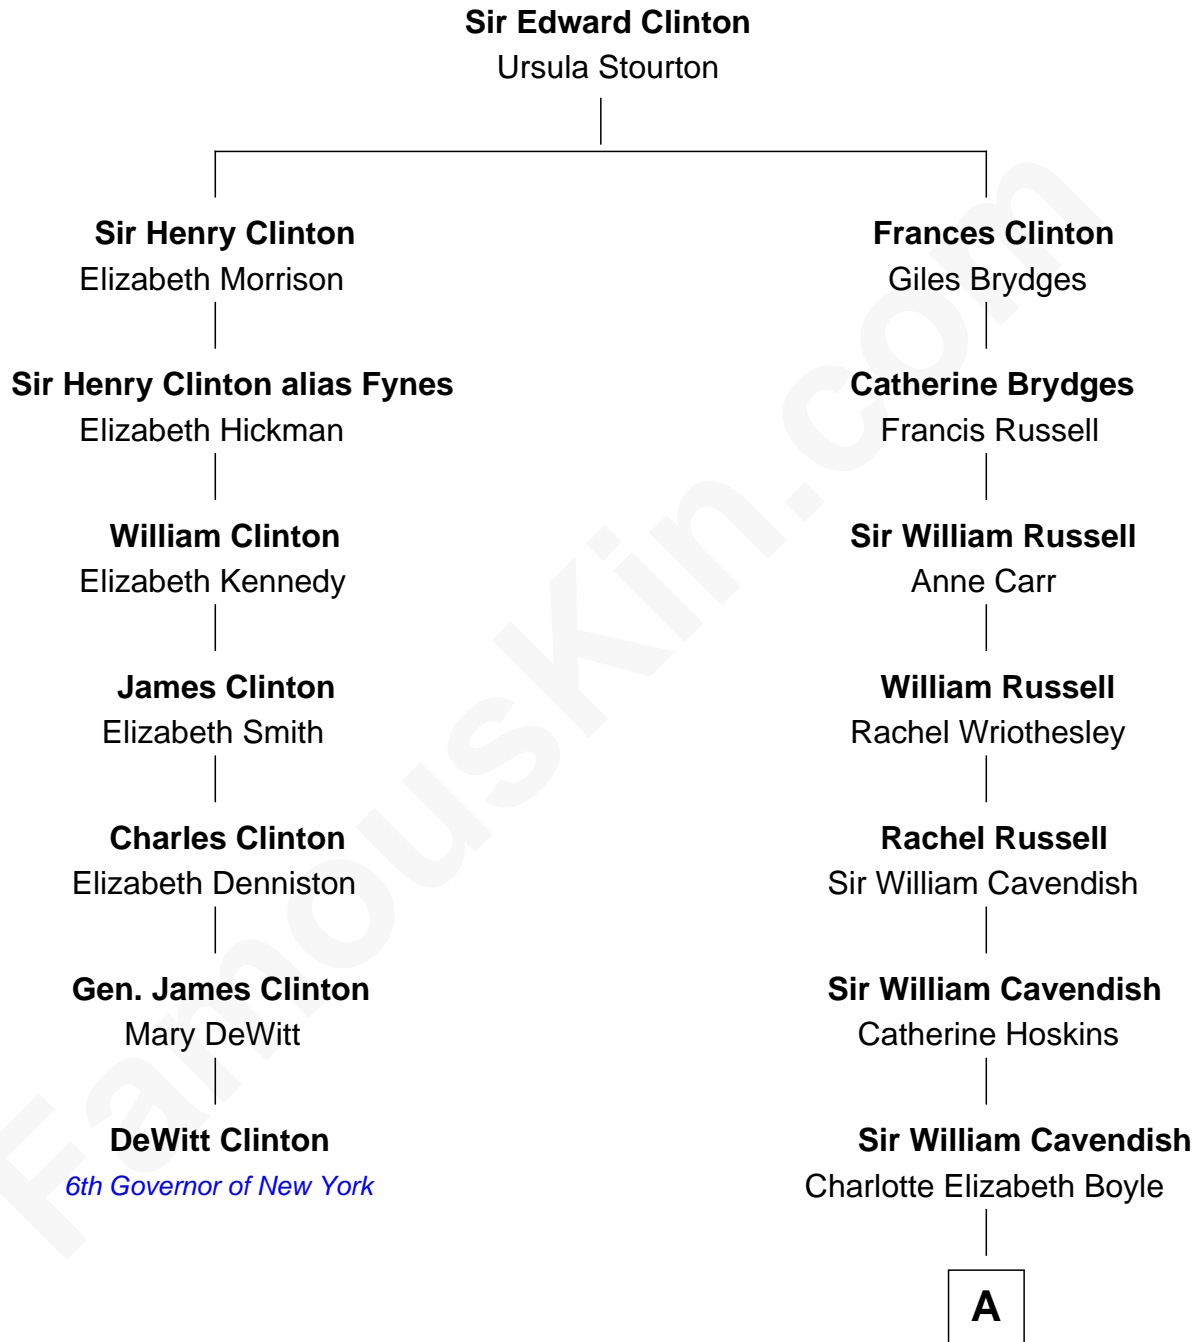 Sir Edward Clinton
Ursula Stourton
Sir Henry Clinton
Elizabeth Morrison
Frances Clinton
Giles Brydges
Sir Henry Clinton alias Fynes
Elizabeth Hickman
Catherine Brydges
Francis Russell
William Clinton
Elizabeth Kennedy
Sir William Russell
Anne Carr
James Clinton
Elizabeth Smith
William Russell
Rachel Wriothesley
Charles Clinton
Elizabeth Denniston
Rachel Russell
Sir William Cavendish
Gen. James Clinton
Mary DeWitt
Sir William Cavendish
Catherine Hoskins
DeWitt Clinton
6th Governor of New York
Sir William Cavendish
Charlotte Elizabeth Boyle
A
FamousKin.com